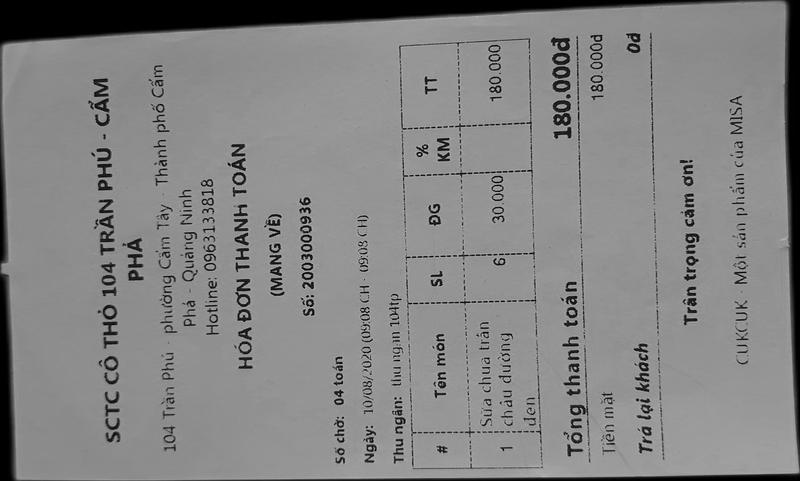 SCTC CÔ THỎ 104 TRẦN PHÚ - CẨM
PHẢ
104 Trần Phú - phường Cẩm Tây - Thành phố Cẩm
Phả - Quảng Ninh
Hotline: 0963133818
HÓA ĐƠN THANH TOÁN
(MANG VỀ)
Số: 2003000936
Số chờ: 04 toán
Ngày: 10/08/2020 (09:08 CH - 09:08 CH)
Thu ngân: thu ngan 104tp
# Tên món SL ĐG % KM TT
1 Sữa chua trân 6 30.000 180.000
châu đường
đen
Tổng thanh toán 180.000đ
Tiền mặt 180.000đ
Trả lại khách 0đ
Trân trọng cảm ơn!
CUKCUK - Một sản phẩm của MISA